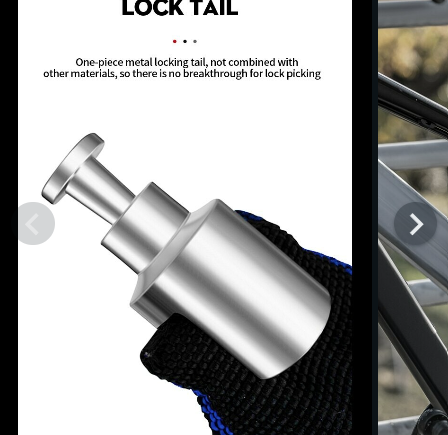 LOCK TAIL
One-piece metal locking tail, not combined with
other materials, so there is no breakthrough for lock picking